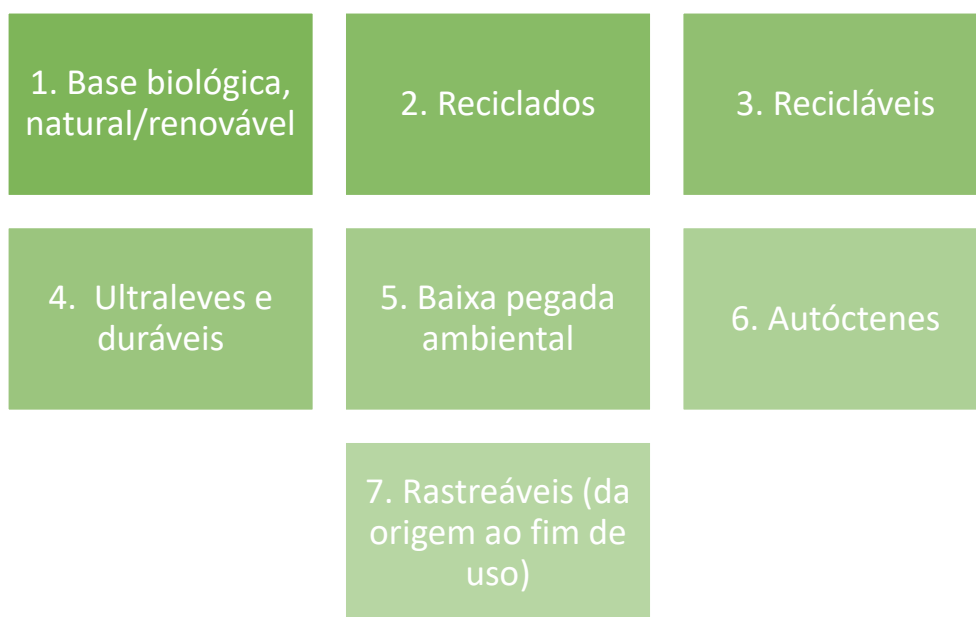 1. Base biológica,
natural/renovável
2. Reciclados
3. Recicláveis
4. Ultraleves e
duráveis
5. Baixa pegada
ambiental
6. Autóctenes
7. Rastreáveis (da
origem ao fim de
uso)